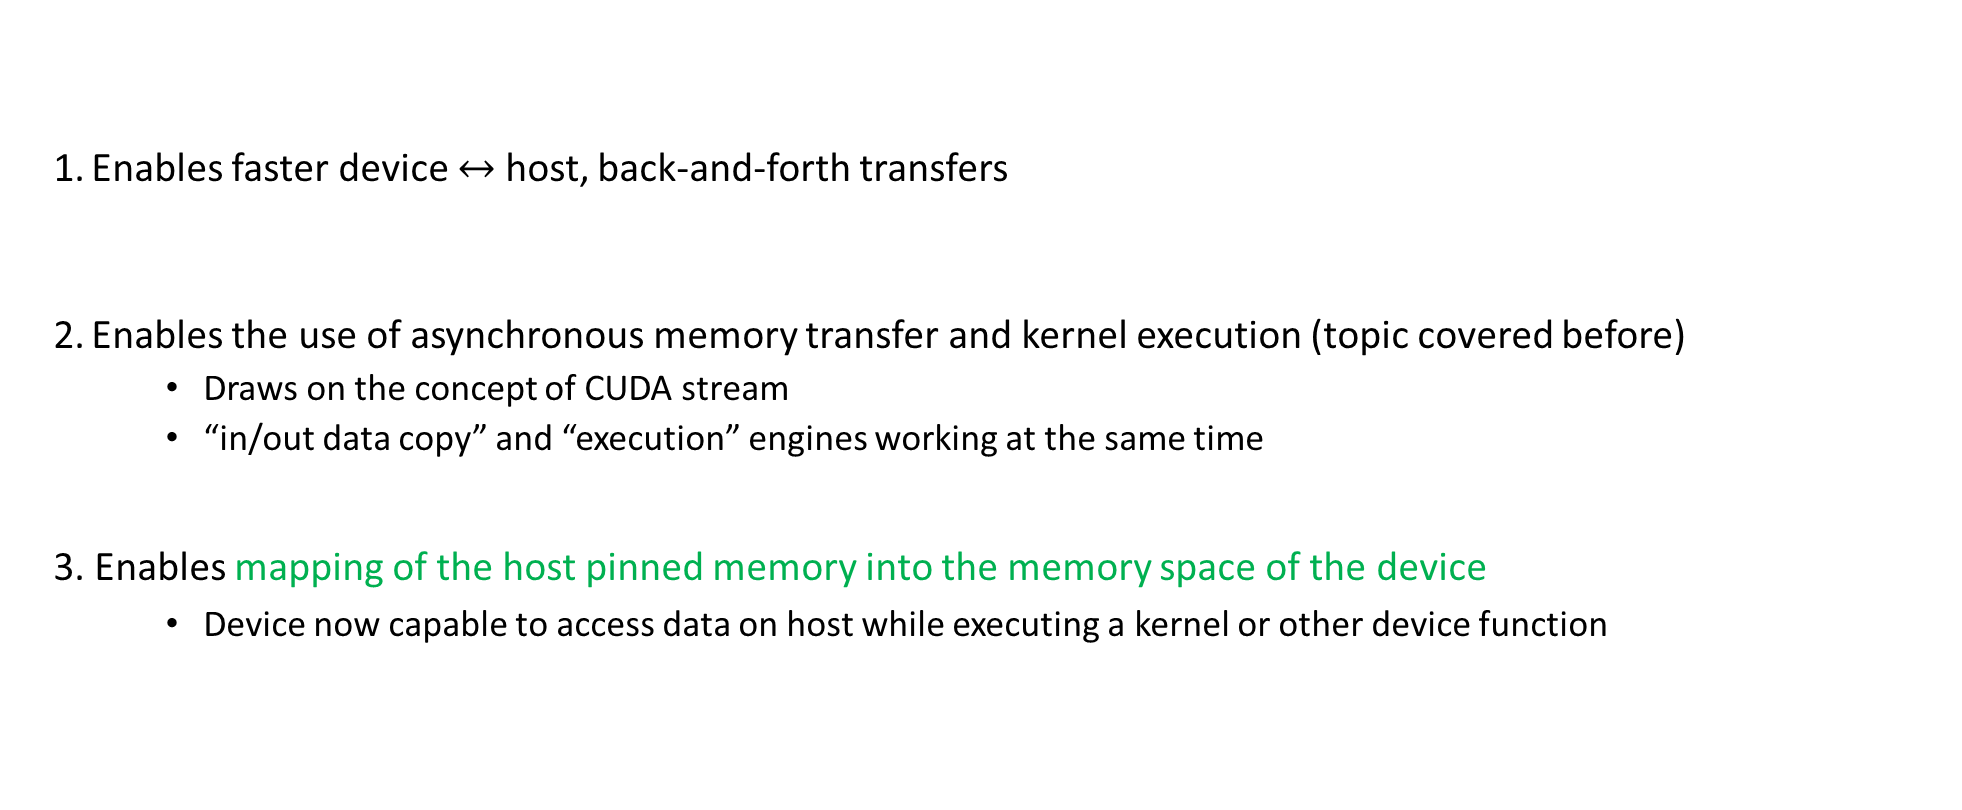 1. Enables faster device ↔ host, back-and-forth transfers
2. Enables the use of asynchronous memory transfer and kernel execution (topic covered before)
• Draws on the concept of CUDA stream
• “in/out data copy” and “execution” engines working at the same time
3. Enables mapping of the host pinned memory into the memory space of the device
• Device now capable to access data on host while executing a kernel or other device function